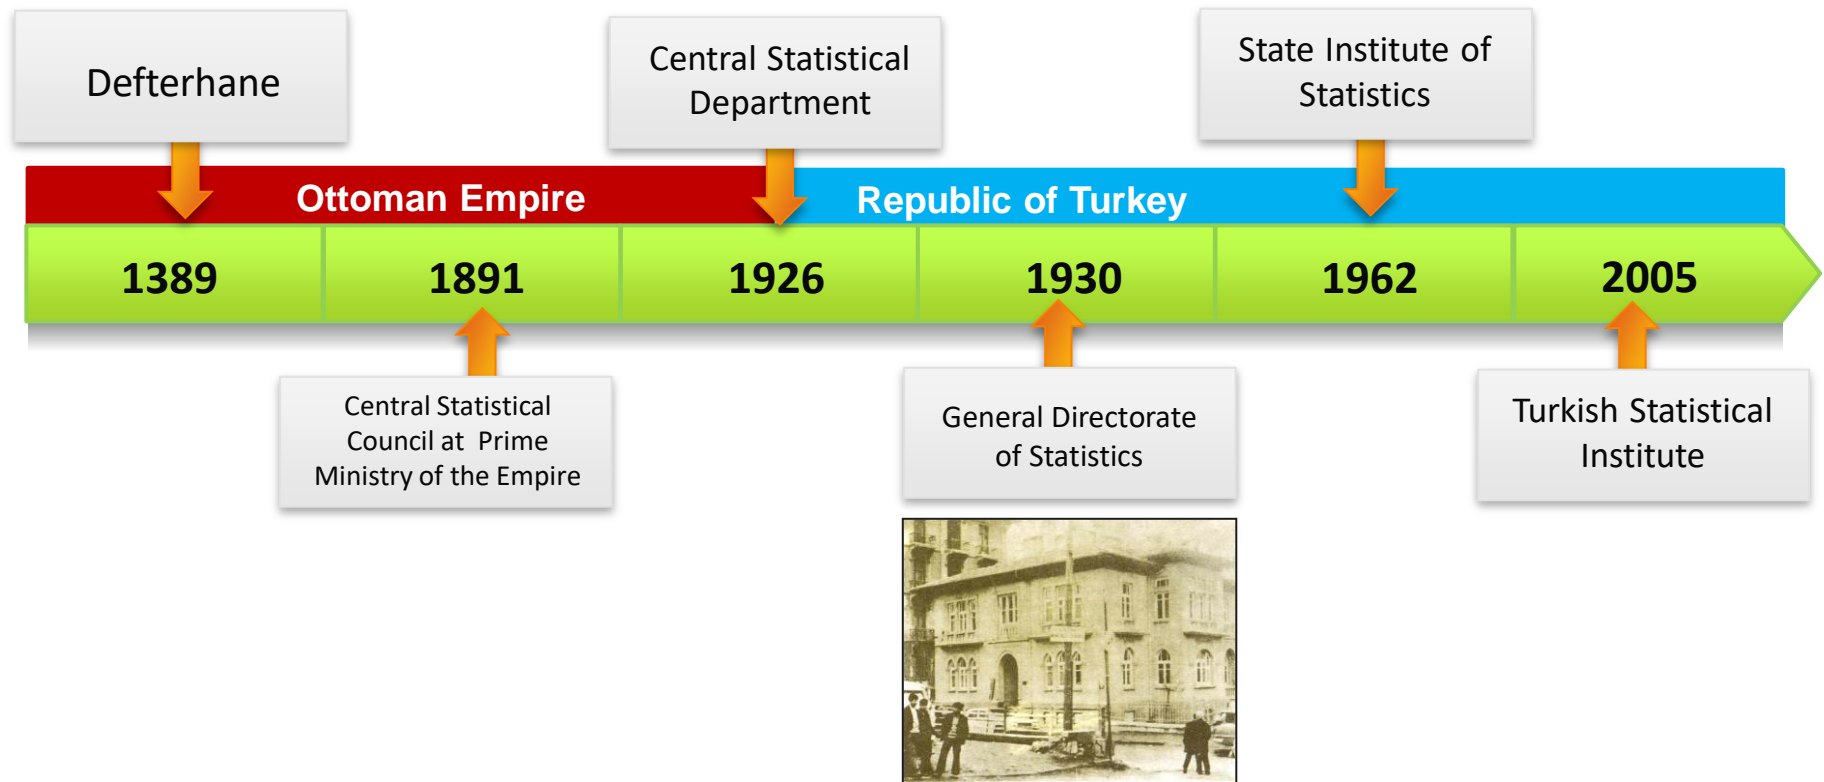 Defterhane
Central Statistical
Department
State Institute of
Statistics
Ottoman Empire
Republic of Turkey
1389
1891
1926
1930
1962
2005
Central Statistical
Council at Prime
Ministry of the Empire
General Directorate
of Statistics
Turkish Statistical
Institute